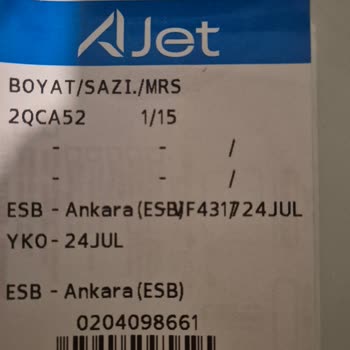 AJet
BOYAT/SAZI./MRS
2QCA52 1/15
- - /
- - /
ESB - Ankara (ESB) VF4317/24JUL
YKO - 24JUL
ESB - Ankara (ESB)
0204098661